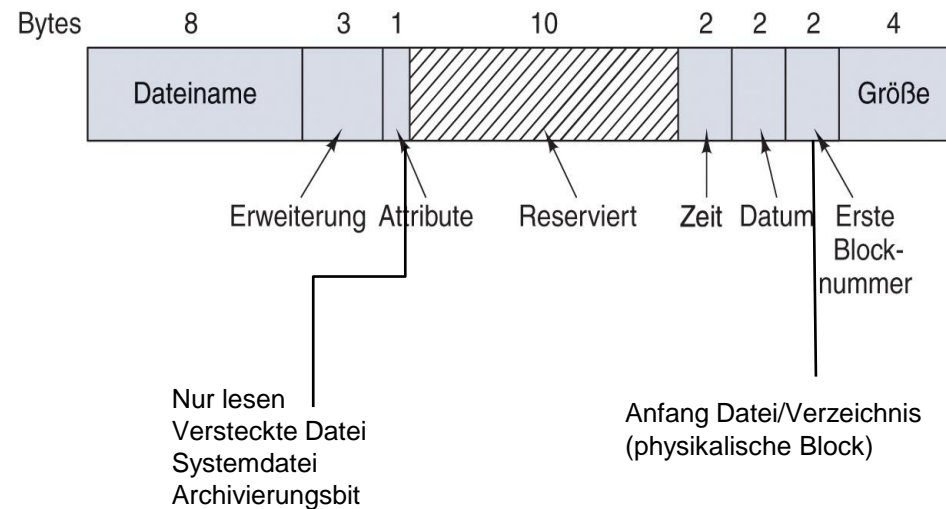 Bytes 8 3 1 10 2 2 2 4
Dateiname Größe
Erweiterung Attribute Reserviert Zeit Datum Erste
Block-
nummer
Nur lesen
Versteckte Datei
Systemdatei
Archivierungsbit
Anfang Datei/Verzeichnis
(physikalische Block)